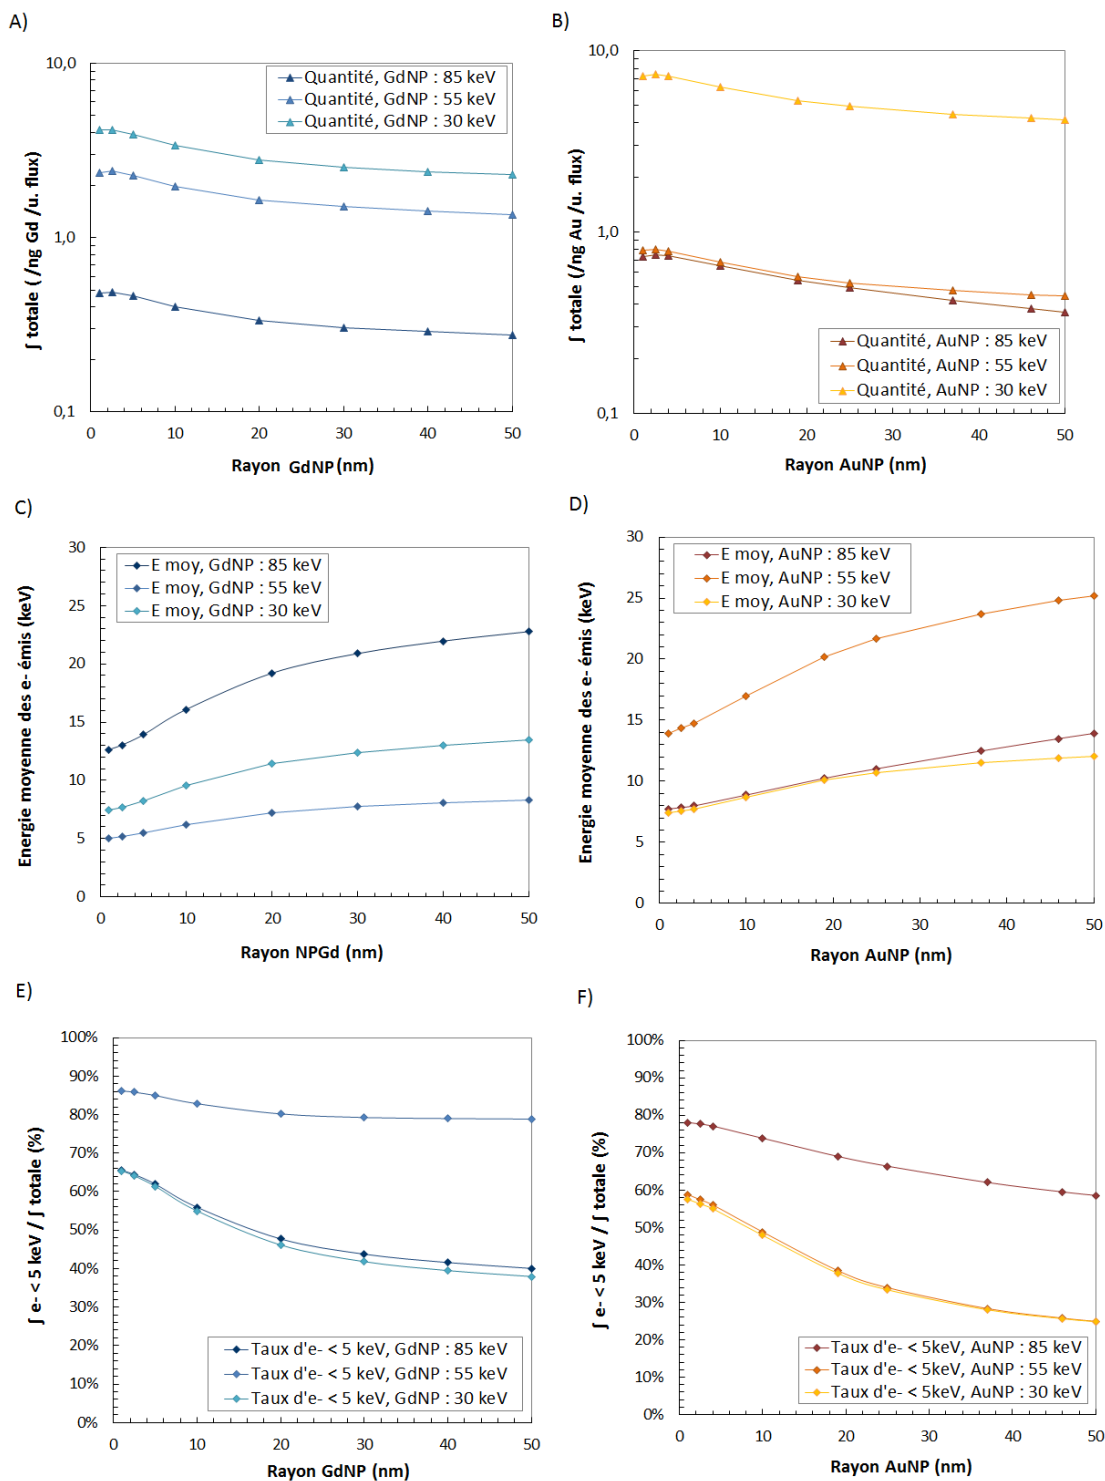 A)
10,0
1,0
0,1
∫ totale (/ng Gd /u. flux)
Quantité, GdNP : 85 keV
Quantité, GdNP : 55 keV
Quantité, GdNP : 30 keV
0 10 20 30 40 50
Rayon GdNP (nm)
B)
10,0
1,0
0,1
∫ totale (/ng Au /u. flux)
Quantité, AuNP : 85 keV
Quantité, AuNP : 55 keV
Quantité, AuNP : 30 keV
0 10 20 30 40 50
Rayon AuNP (nm)
C)
30
25
20
15
10
5
0
Energie moyenne des e- émis (keV)
E moy, GdNP : 85 keV
E moy, GdNP : 55 keV
E moy, GdNP : 30 keV
0 10 20 30 40 50
Rayon NPGd (nm)
D)
30
25
20
15
10
5
0
Energie moyenne des e- émis (keV)
E moy, AuNP : 85 keV
E moy, AuNP : 55 keV
E moy, AuNP : 30 keV
0 10 20 30 40 50
Rayon AuNP (nm)
E)
100%
90%
80%
70%
60%
50%
40%
30%
20%
10%
0%
∫ e- < 5 keV / ∫ totale (%)
Taux d'e- < 5 keV, GdNP : 85 keV
Taux d'e- < 5 keV, GdNP : 55 keV
Taux d'e- < 5 keV, GdNP : 30 keV
0 10 20 30 40 50
Rayon GdNP (nm)
F)
100%
90%
80%
70%
60%
50%
40%
30%
20%
10%
0%
∫ e- < 5 keV / ∫ totale (%)
Taux d'e- < 5keV, AuNP : 85 keV
Taux d'e- < 5keV, AuNP : 55 keV
Taux d'e- < 5keV, AuNP : 30 keV
0 10 20 30 40 50
Rayon AuNP (nm)